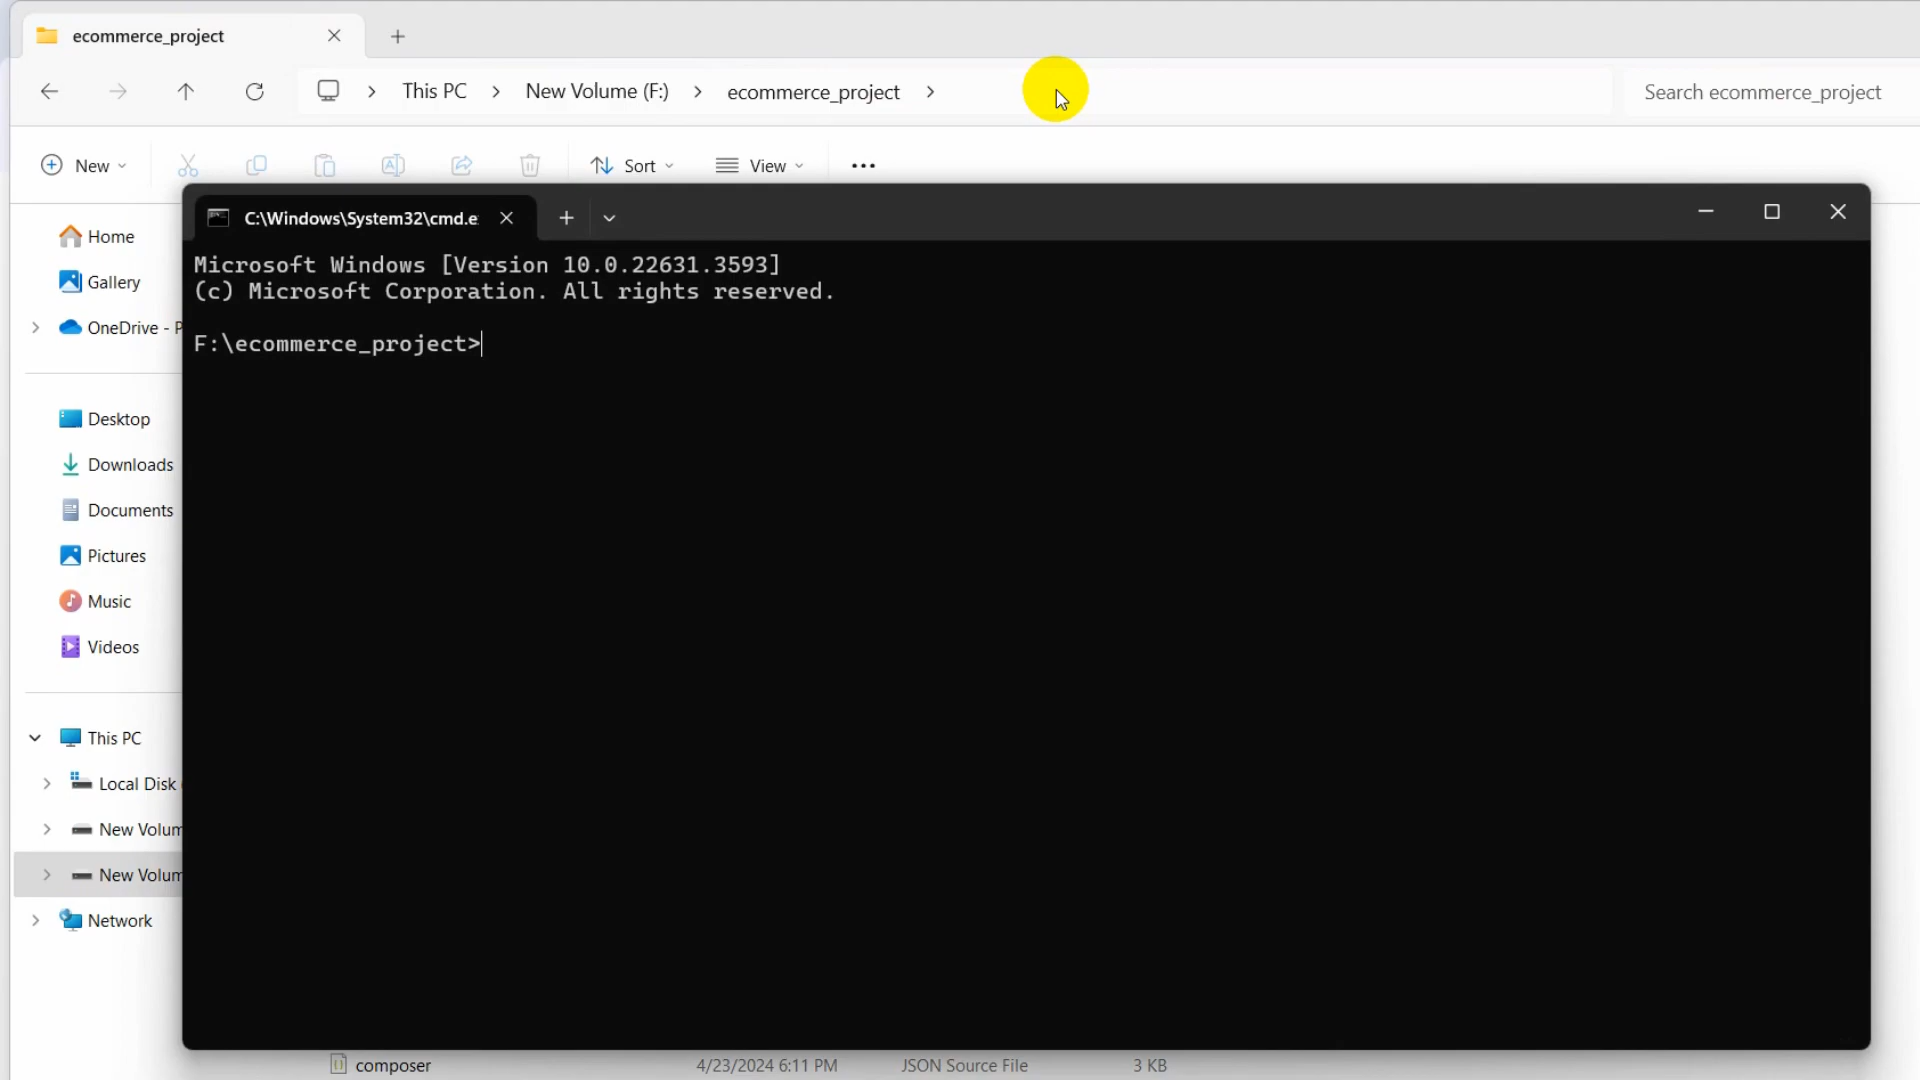 ecommerce_project
This PC > New Volume (F:) > ecommerce_project >
Search ecommerce_project
New
Sort
View
C:\Windows\System32\cmd.e
Microsoft Windows [Version 10.0.22631.3593]
(c) Microsoft Corporation. All rights reserved.
F:\ecommerce_project>
Home
Gallery
OneDrive - P
Desktop
Downloads
Documents
Pictures
Music
Videos
This PC
Local Disk
New Volum
New Volum
Network
composer 4/23/2024 6:11 PM JSON Source File 3 KB